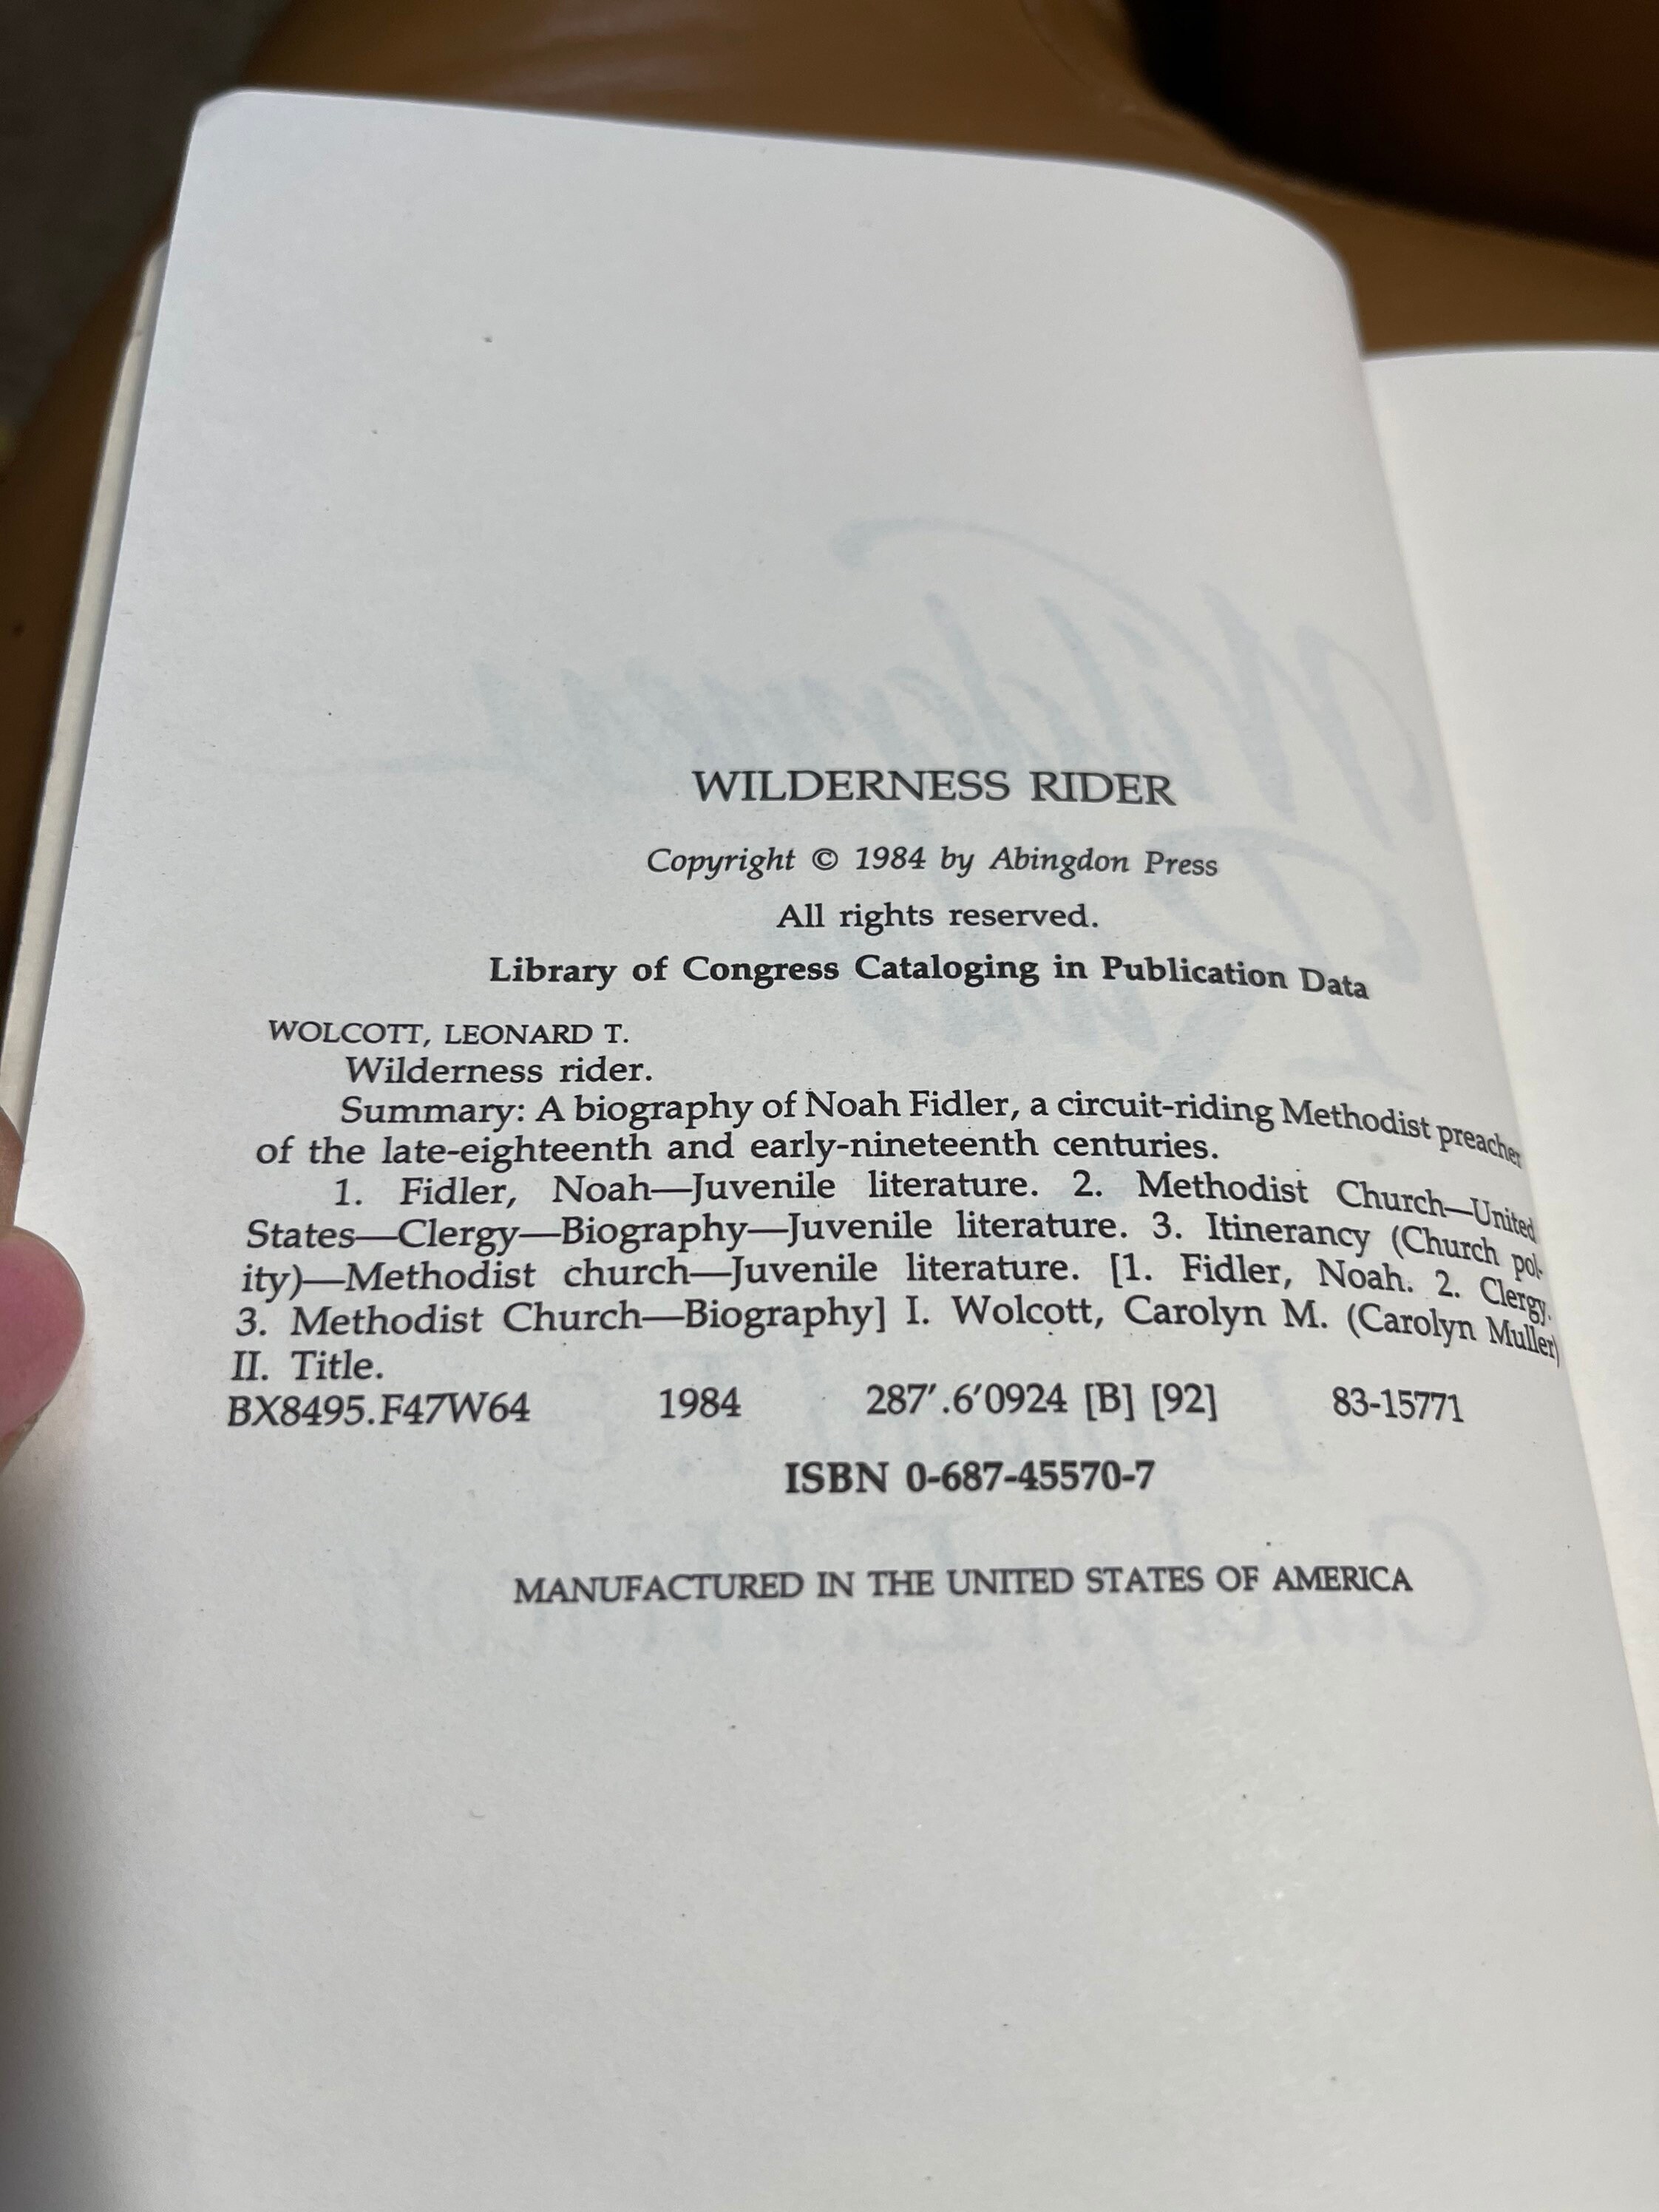 WILDERNESS RIDER
Copyright © 1984 by Abingdon Press
All rights reserved.
Library of Congress Cataloging in Publication Data
WOLCOTT, LEONARD T.
Wilderness rider.
Summary: A biography of Noah Fidler, a circuit-riding Methodist preacher
of the late-eighteenth and early-nineteenth centuries.
1. Fidler, Noah—Juvenile literature. 2. Methodist Church—United
States—Clergy—Biography—Juvenile literature. 3. Itinerancy (Church pol-
ity)—Methodist church—Juvenile literature. [1. Fidler, Noah. 2. Clergy.
3. Methodist Church—Biography] I. Wolcott, Carolyn M. (Carolyn Muller)
II. Title.
BX8495.F47W64 1984 287′.6′0924 [B] [92] 83-15771
ISBN 0-687-45570-7
MANUFACTURED IN THE UNITED STATES OF AMERICA